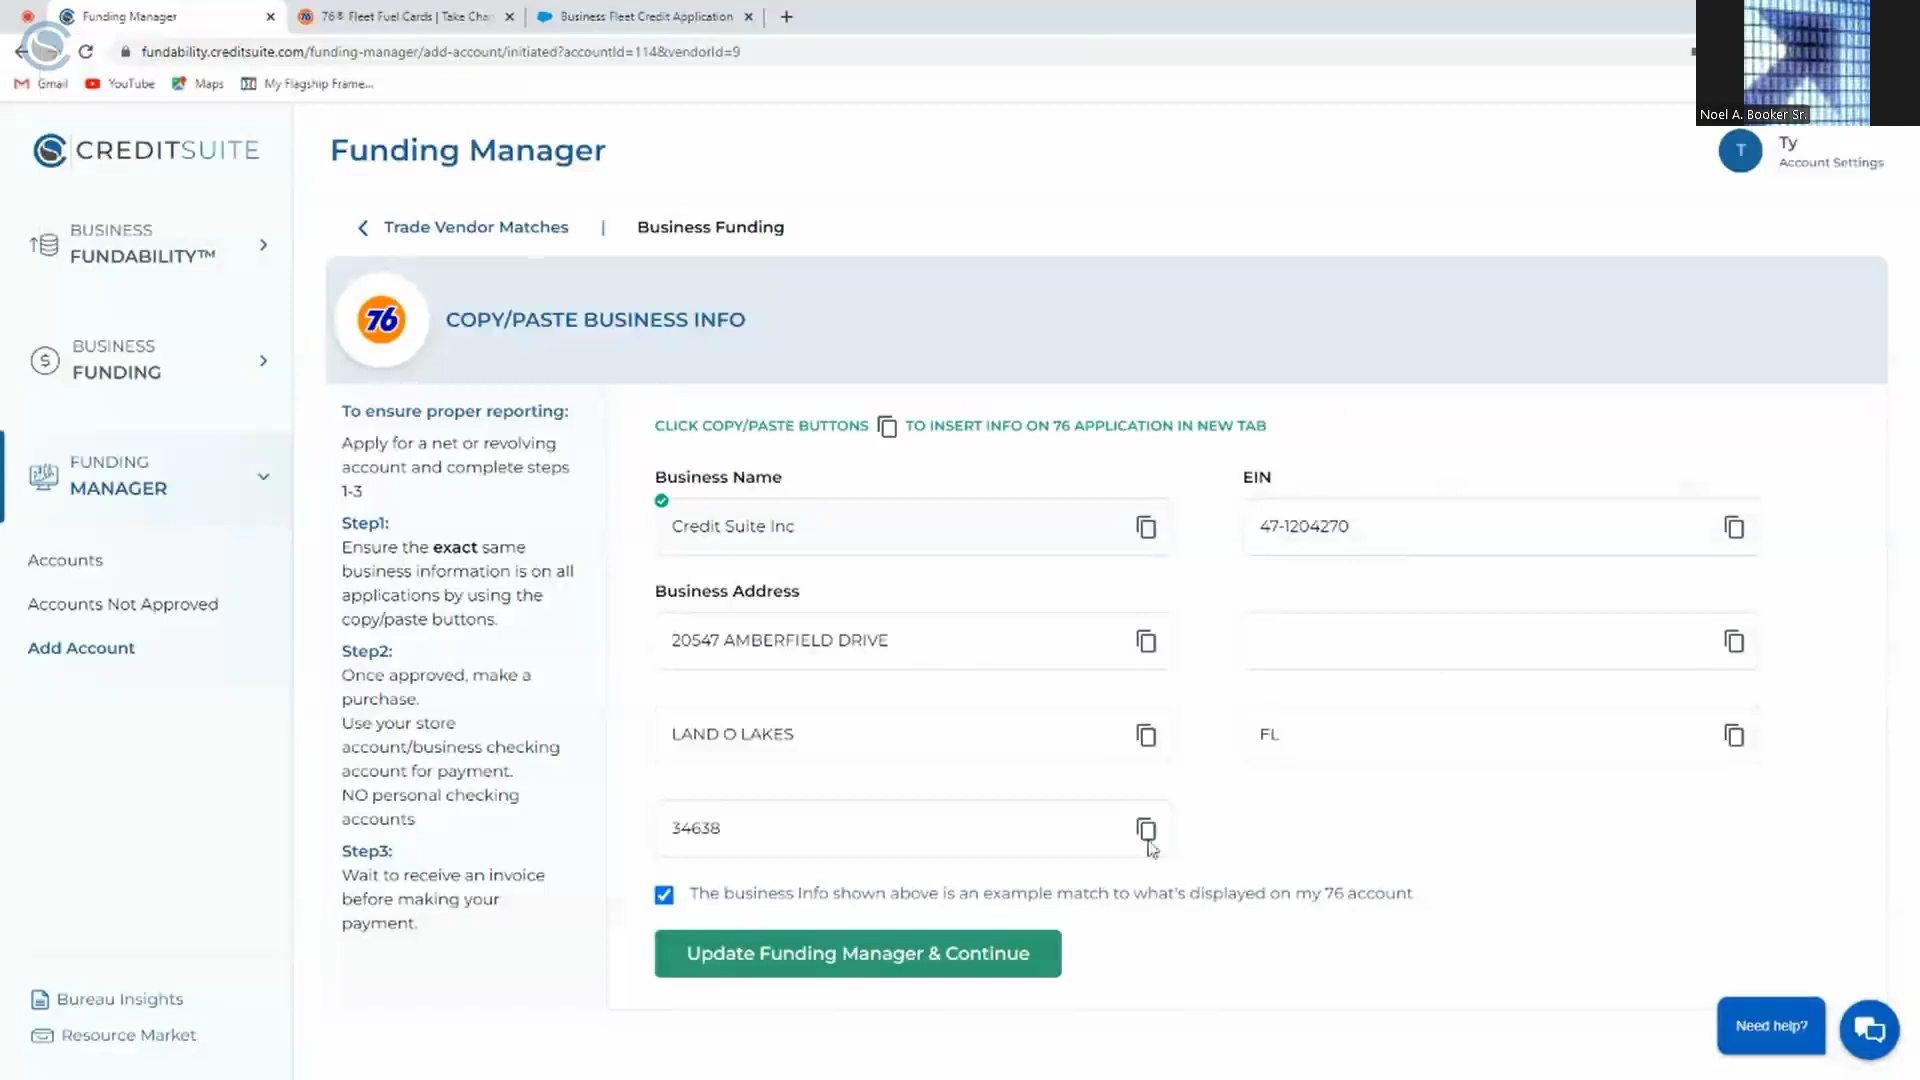 Funding Manager
76® Fleet Fuel Cards | Take Cha
Business Fleet Credit Application
fundability.creditsuite.com/funding-manager/add-account/initiated?accountId=114&vendorId=9
Gmail
YouTube
Maps
My Flagship Frame...
Noel A. Booker Sr.
CREDITSUITE
Funding Manager
T
Ty
Account Settings
BUSINESS
FUNDABILITY™
BUSINESS
FUNDING
FUNDING
MANAGER
Accounts
Accounts Not Approved
Add Account
Bureau Insights
Resource Market
Trade Vendor Matches | Business Funding
76
COPY/PASTE BUSINESS INFO
To ensure proper reporting:
Apply for a net or revolving
account and complete steps
1-3
Step1:
Ensure the exact same
business information is on all
applications by using the
copy/paste buttons.
Step2:
Once approved, make a
purchase.
Use your store
account/business checking
account for payment.
NO personal checking
accounts
Step3:
Wait to receive an invoice
before making your
payment.
CLICK COPY/PASTE BUTTONS TO INSERT INFO ON 76 APPLICATION IN NEW TAB
Business Name
Credit Suite Inc
EIN
47-1204270
Business Address
20547 AMBERFIELD DRIVE
LAND O LAKES
FL
34638
The business Info shown above is an example match to what's displayed on my 76 account
Update Funding Manager & Continue
Need help?